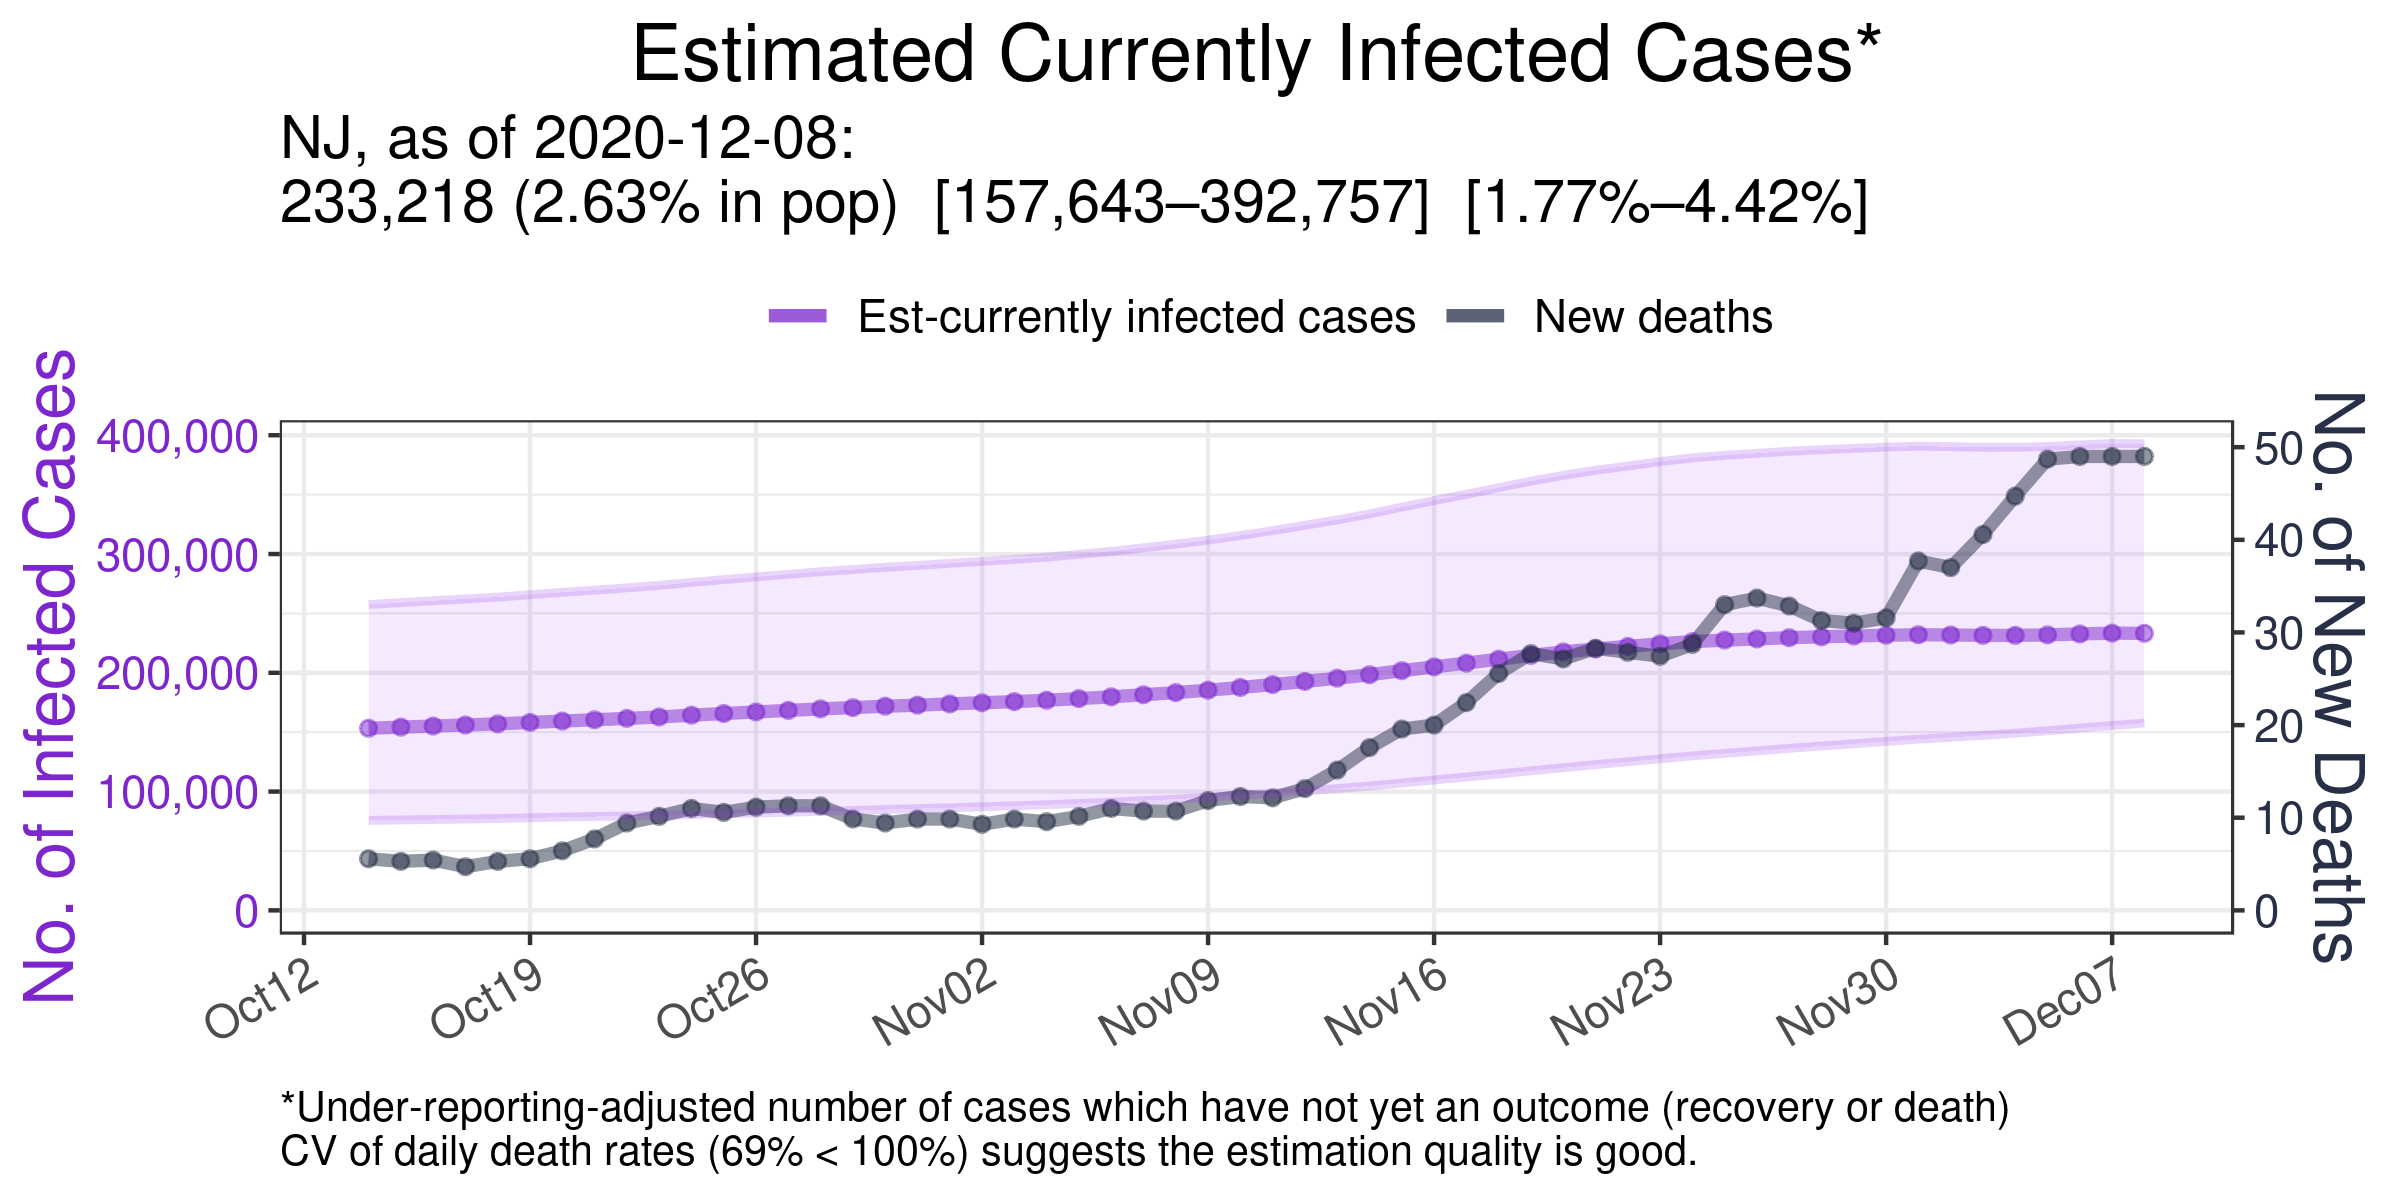 Estimated Currently Infected Cases*
NJ, as of 2020-12-08:
233,218 (2.63% in pop)  [157,643–392,757]  [1.77%–4.42%]
Est-currently infected cases
New deaths
No. of Infected Cases
400,000
300,000
200,000
100,000
0
50
40
30
20
10
0
No. of New Deaths
Oct12
Oct19
Oct26
Nov02
Nov09
Nov16
Nov23
Nov30
Dec07
*Under-reporting-adjusted number of cases which have not yet an outcome (recovery or death)
CV of daily death rates (69% < 100%) suggests the estimation quality is good.